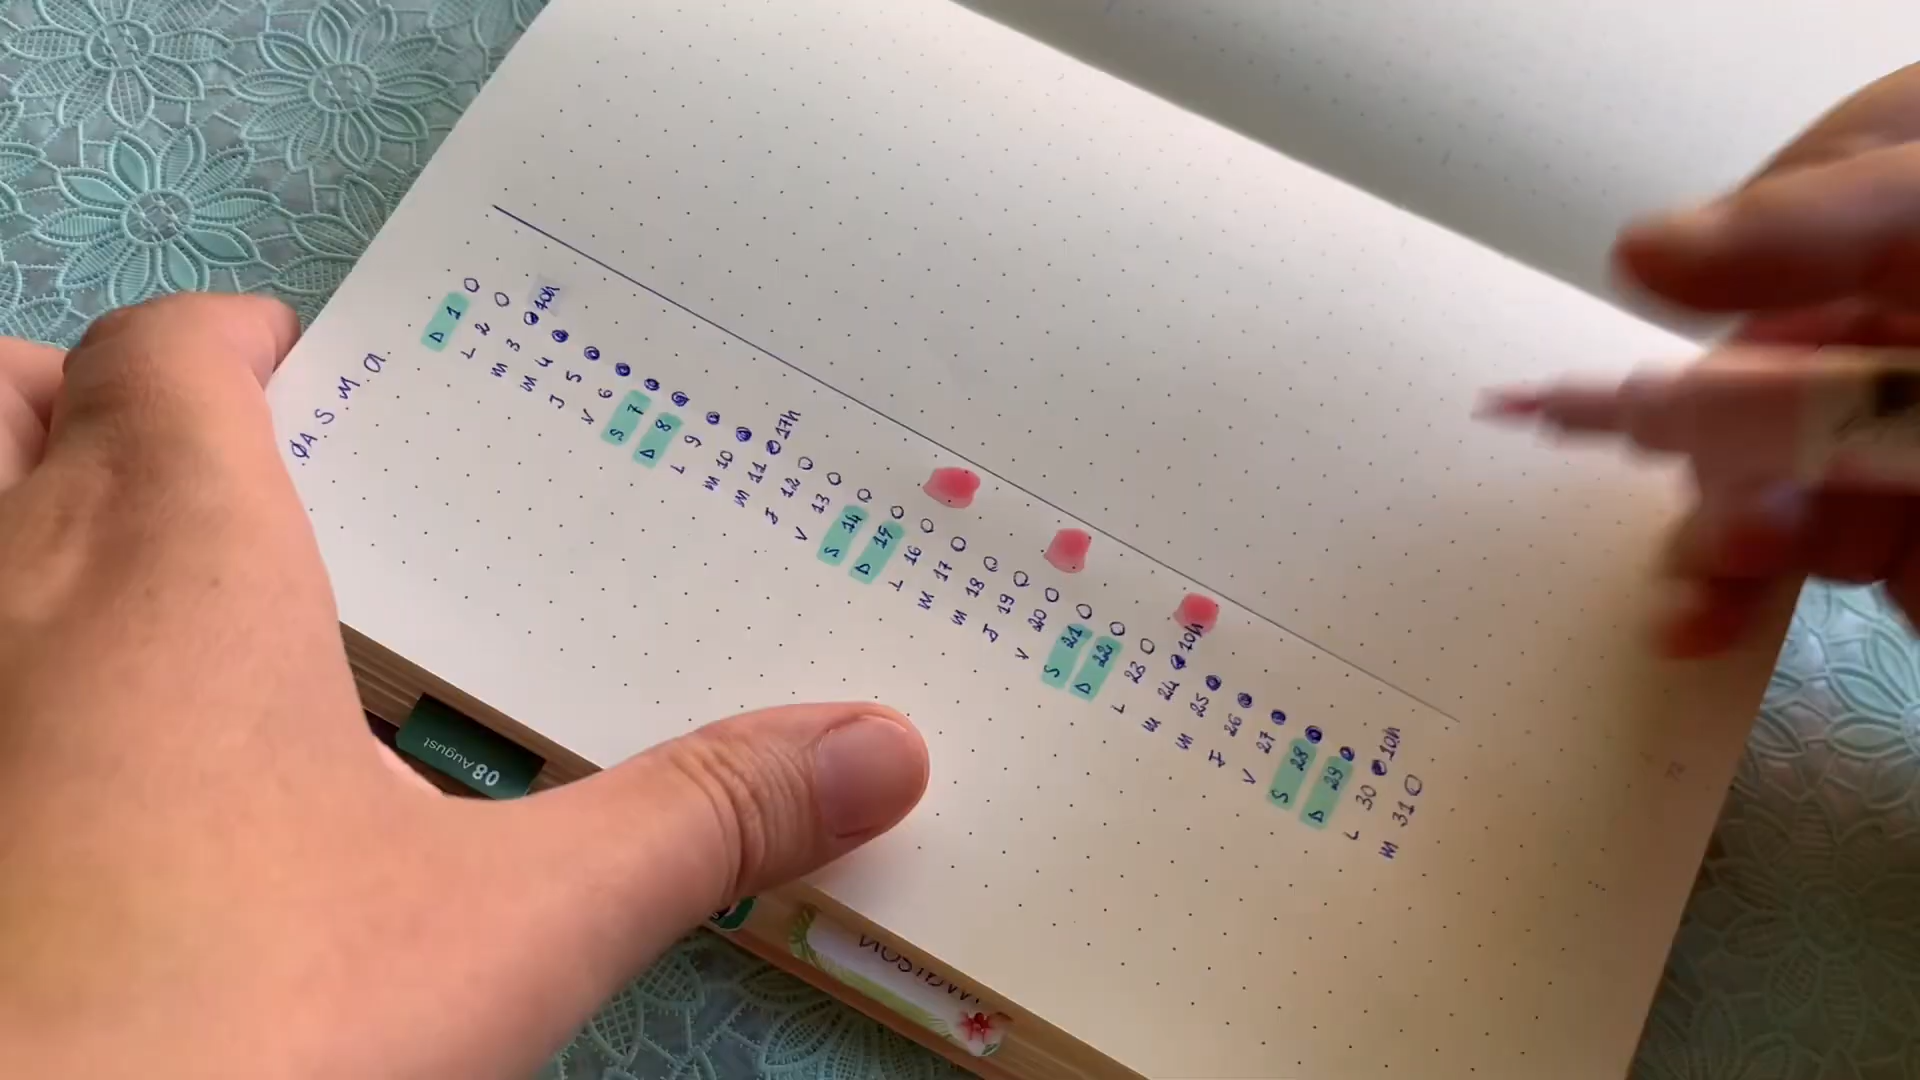 Ø A. S. M. A.
D 1 O
L 2 O
M 3 10h
M 4
J 5
V 6
S 7
D 8
L 9
M 10
M 11 17h
J 12 O
V 13 O
S 14 O
D 15 O
L 16 O
M 17 O
M 18 O
J 19 O
V 20 O
S 21 O
D 22 O
L 23 O
M 24 10h
M 25
J 26
V 27
S 28
D 29
L 30 10h
M 31 O
08 August